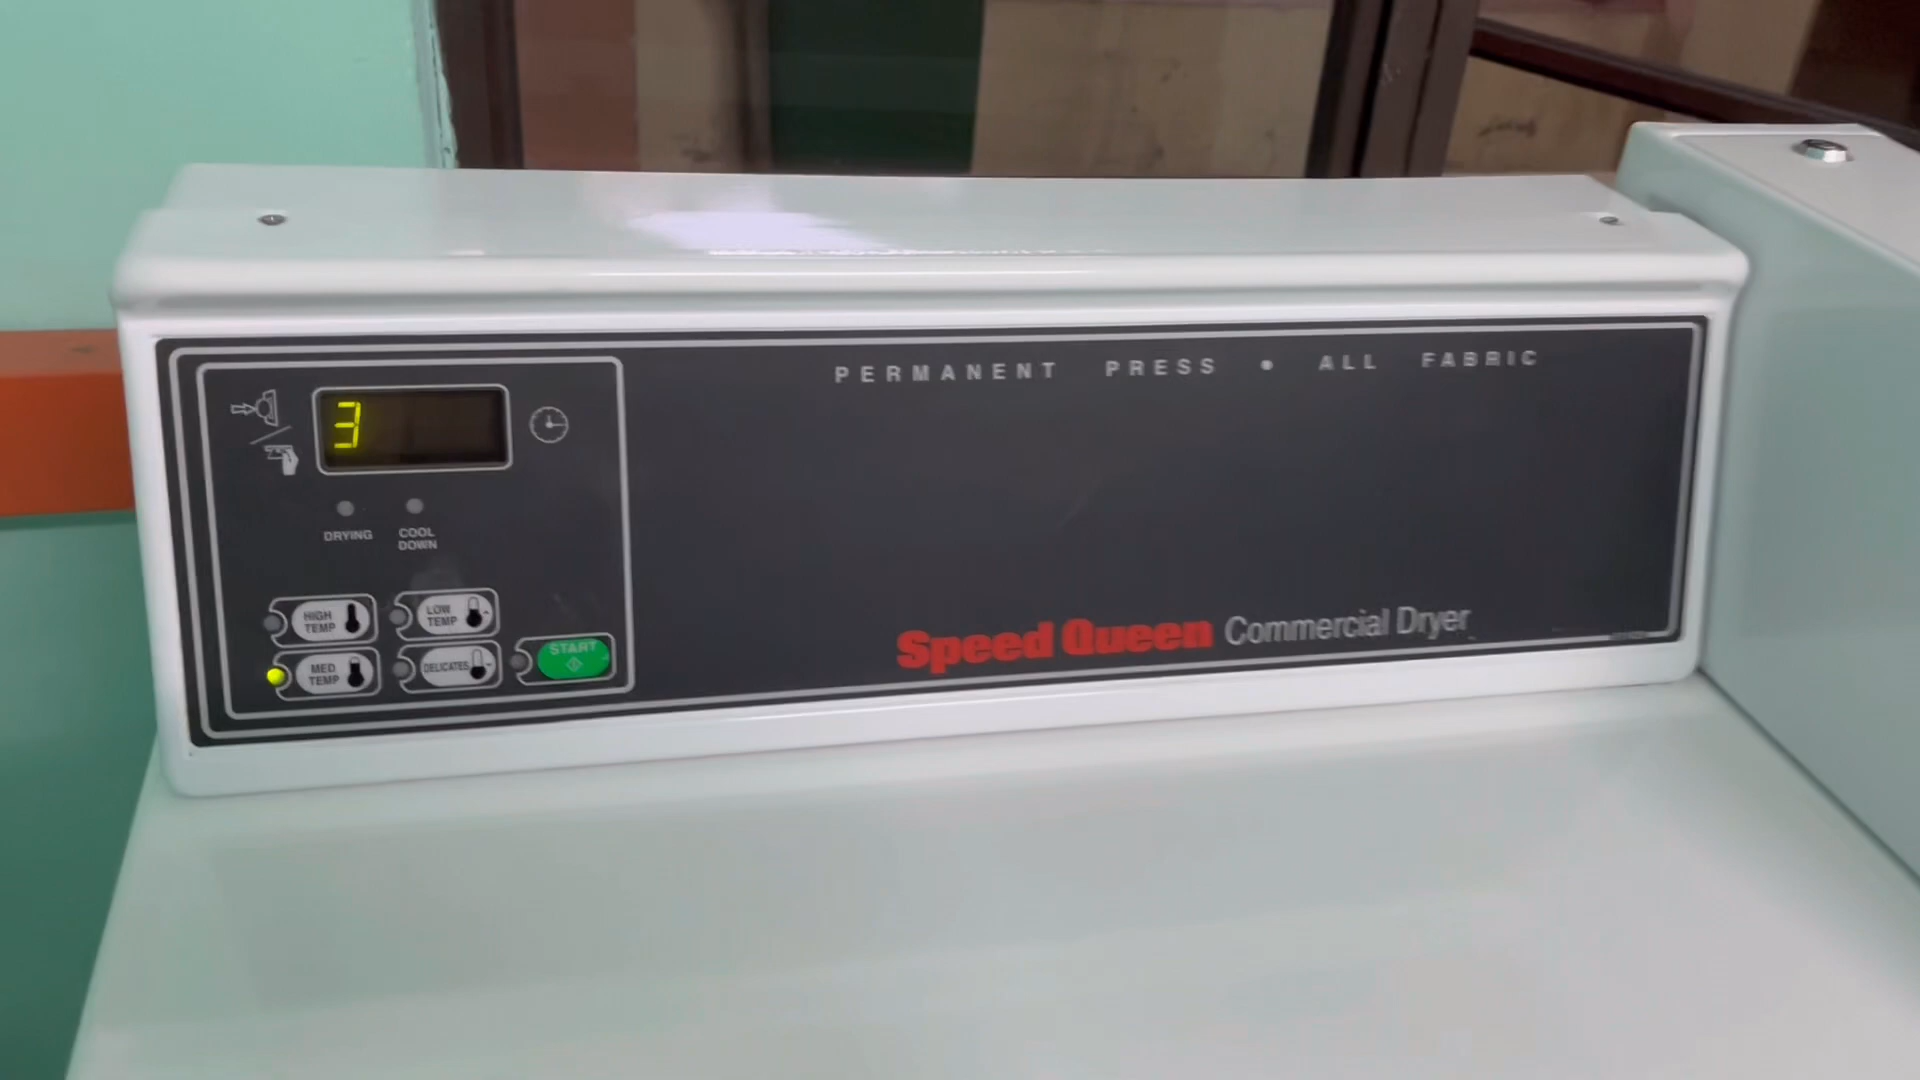 PERMANENT PRESS • ALL FABRIC
3
DRYING
COOL
DOWN
HIGH
TEMP
LOW
TEMP
MED
TEMP
DELICATES
START
Speed Queen Commercial Dryer